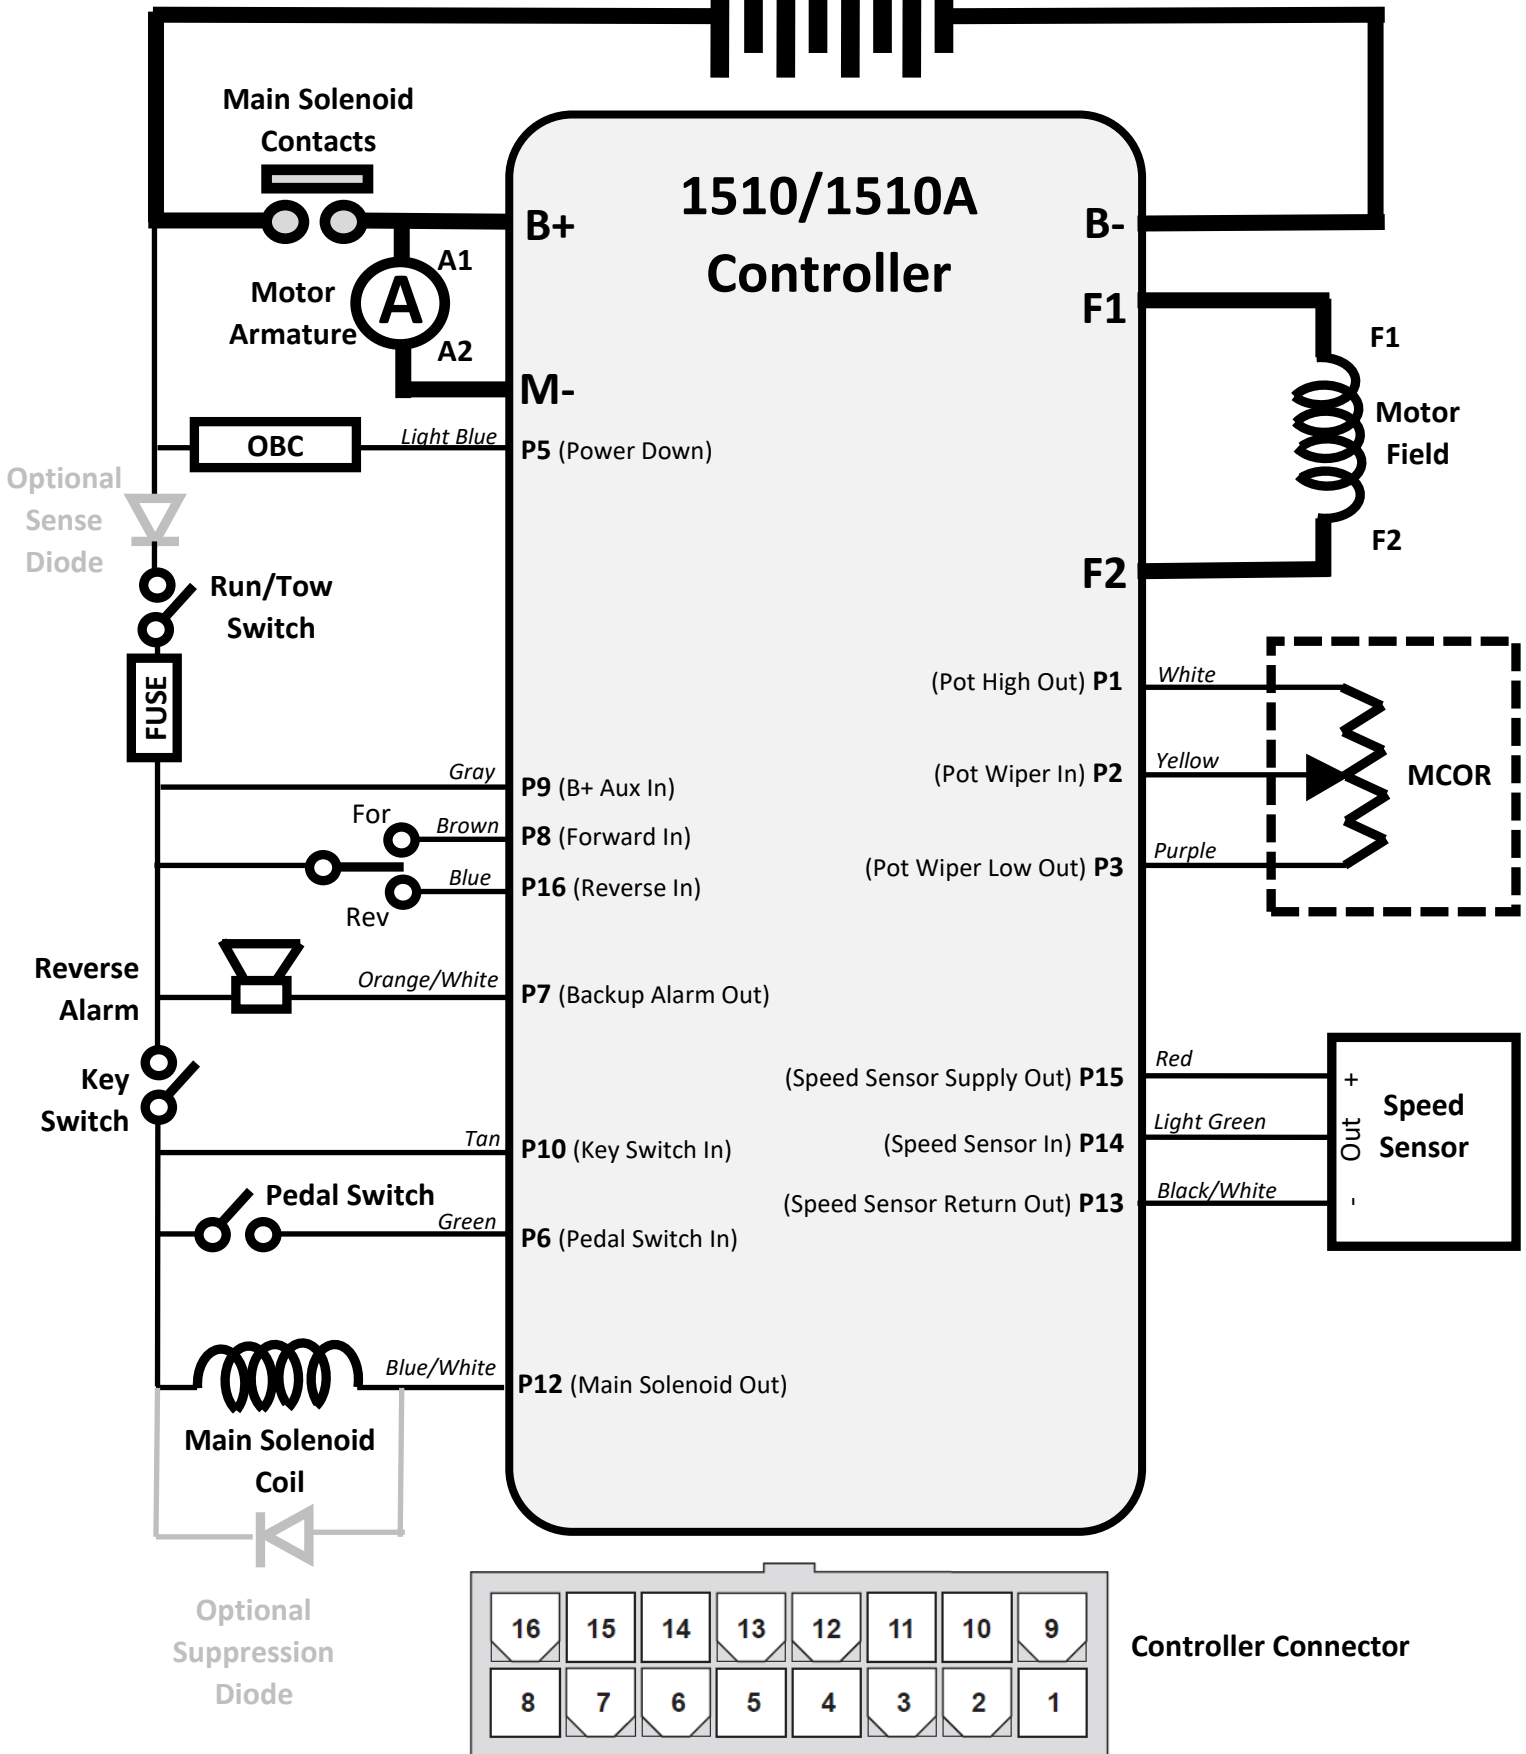 Main Solenoid
Contacts
1510/1510A
Controller
B+
B-
A1
A
A2
Motor
Armature
M-
F1
F1
Motor
Field
F2
F2
OBC
Light Blue
P5 (Power Down)
Optional
Sense
Diode
Run/Tow
Switch
FUSE
(Pot High Out) P1
White
(Pot Wiper In) P2
Yellow
MCOR
(Pot Wiper Low Out) P3
Purple
Gray
P9 (B+ Aux In)
For
Brown
P8 (Forward In)
Blue
P16 (Reverse In)
Rev
Reverse
Alarm
Orange/White
P7 (Backup Alarm Out)
Key
Switch
(Speed Sensor Supply Out) P15
Red
+
(Speed Sensor In) P14
Light Green
Out
(Speed Sensor Return Out) P13
Black/White
-
Speed
Sensor
Tan
P10 (Key Switch In)
Pedal Switch
Green
P6 (Pedal Switch In)
Blue/White
P12 (Main Solenoid Out)
Main Solenoid
Coil
Optional
Suppression
Diode
16 15 14 13 12 11 10 9
8 7 6 5 4 3 2 1
Controller Connector